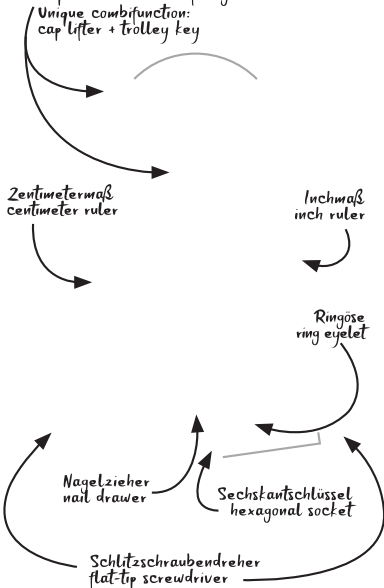 Unique combifunction:
cap lifter + trolley key
Zentimetermaß
centimeter ruler
Inchmaß
inch ruler
Ringöse
ring eyelet
Nagelzieher
nail drawer
Sechskantschlüssel
hexagonal socket
Schlitzschraubendreher
flat-tip screwdriver